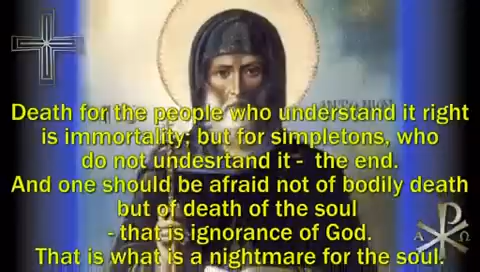 Death for the people who understand it right
is immortality; but for simpletons, who
do not undesrtand it - the end.
And one should be afraid not of bodily death
but of death of the soul
- that is ignorance of God.
That is what is a nightmare for the soul.
Α Ω